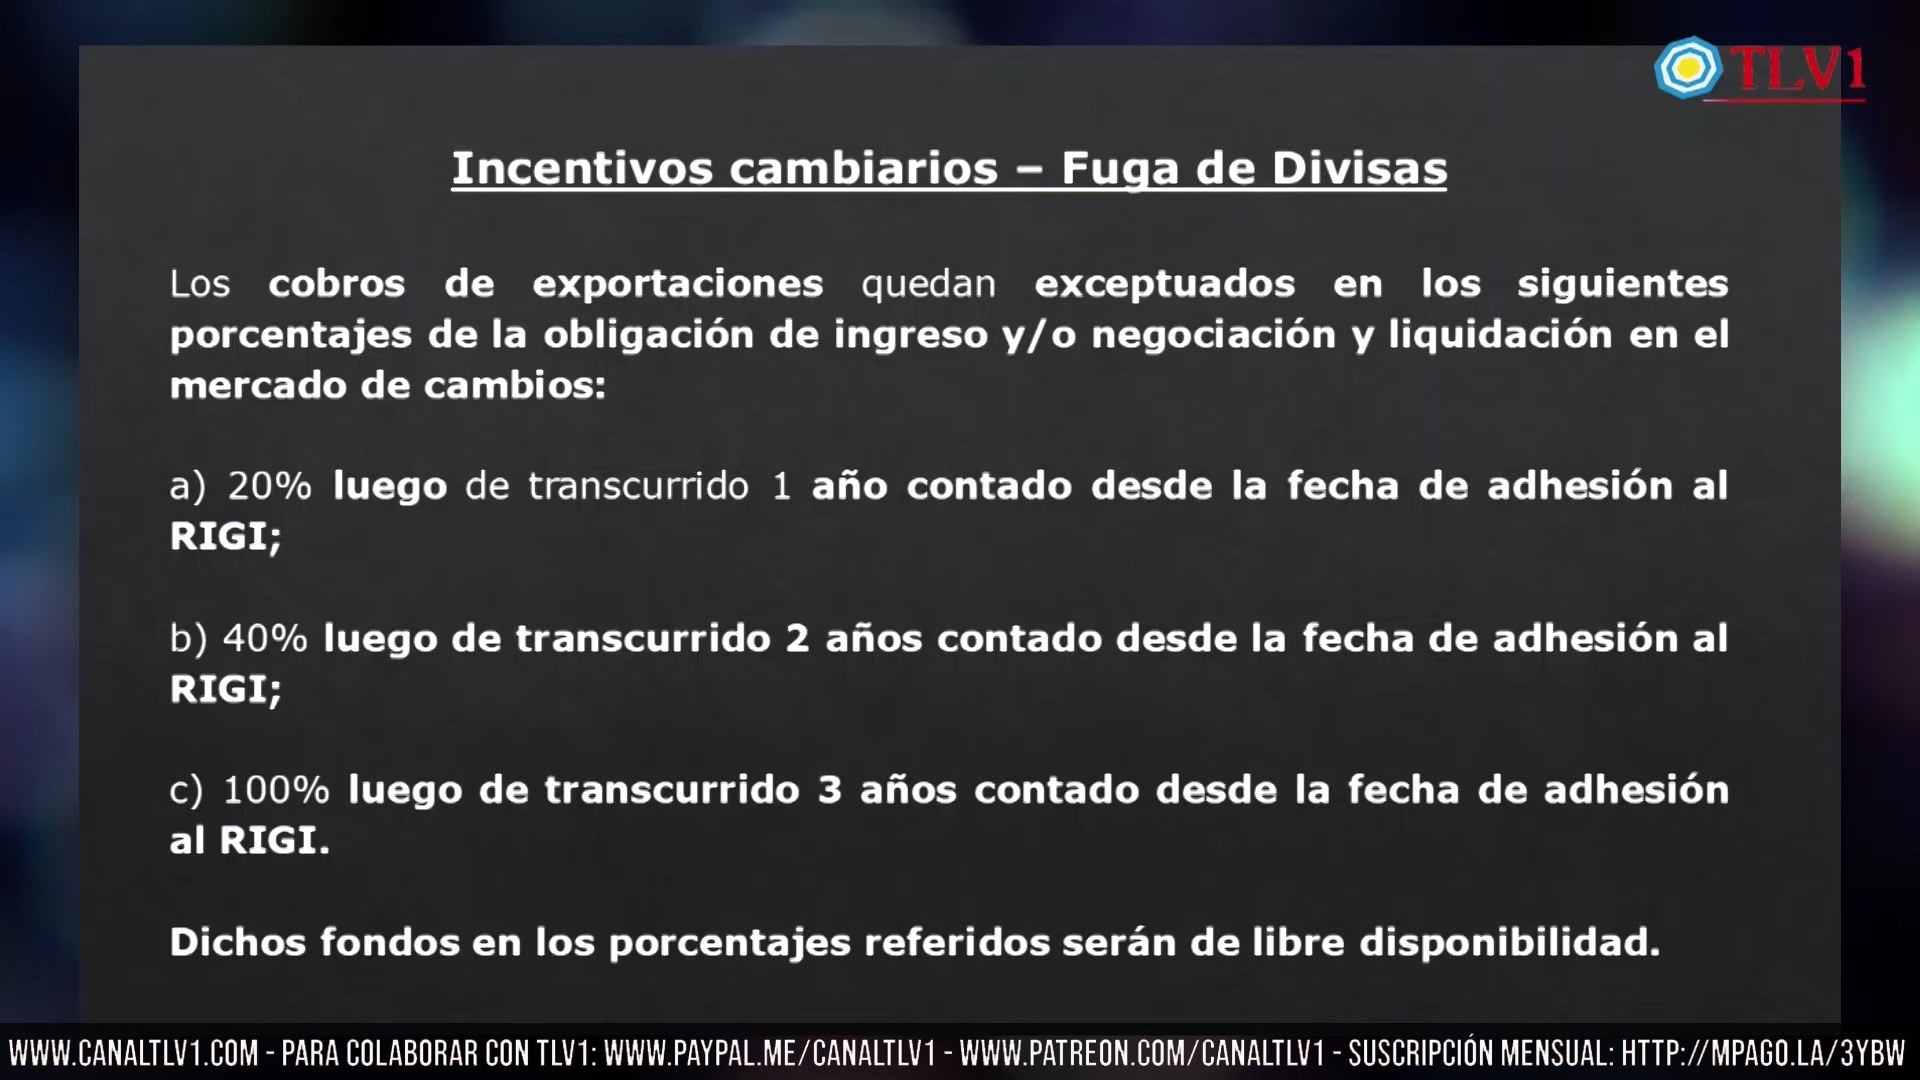 TLV1
Incentivos cambiarios – Fuga de Divisas
Los cobros de exportaciones quedan exceptuados en los siguientes
porcentajes de la obligación de ingreso y/o negociación y liquidación en el
mercado de cambios:
a) 20% luego de transcurrido 1 año contado desde la fecha de adhesión al
RIGI;
b) 40% luego de transcurrido 2 años contado desde la fecha de adhesión al
RIGI;
c) 100% luego de transcurrido 3 años contado desde la fecha de adhesión
al RIGI.
Dichos fondos en los porcentajes referidos serán de libre disponibilidad.
WWW.CANALTLV1.COM - PARA COLABORAR CON TLV1: WWW.PAYPAL.ME/CANALTLV1 - WWW.PATREON.COM/CANALTLV1 - SUSCRIPCIÓN MENSUAL: HTTP://MPAGO.LA/3YBW